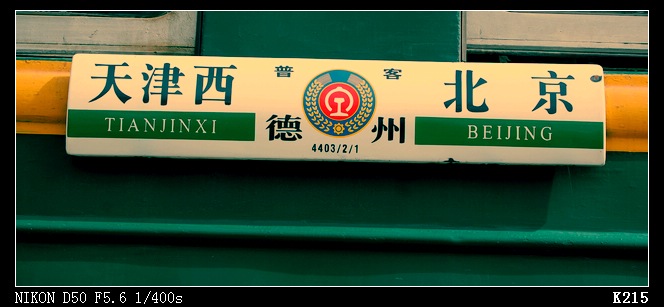 天津西 普 客 北京
TIANJINXI 德 州 BEIJING
4403/2/1
NIKON D50 F5.6 1/400s K215